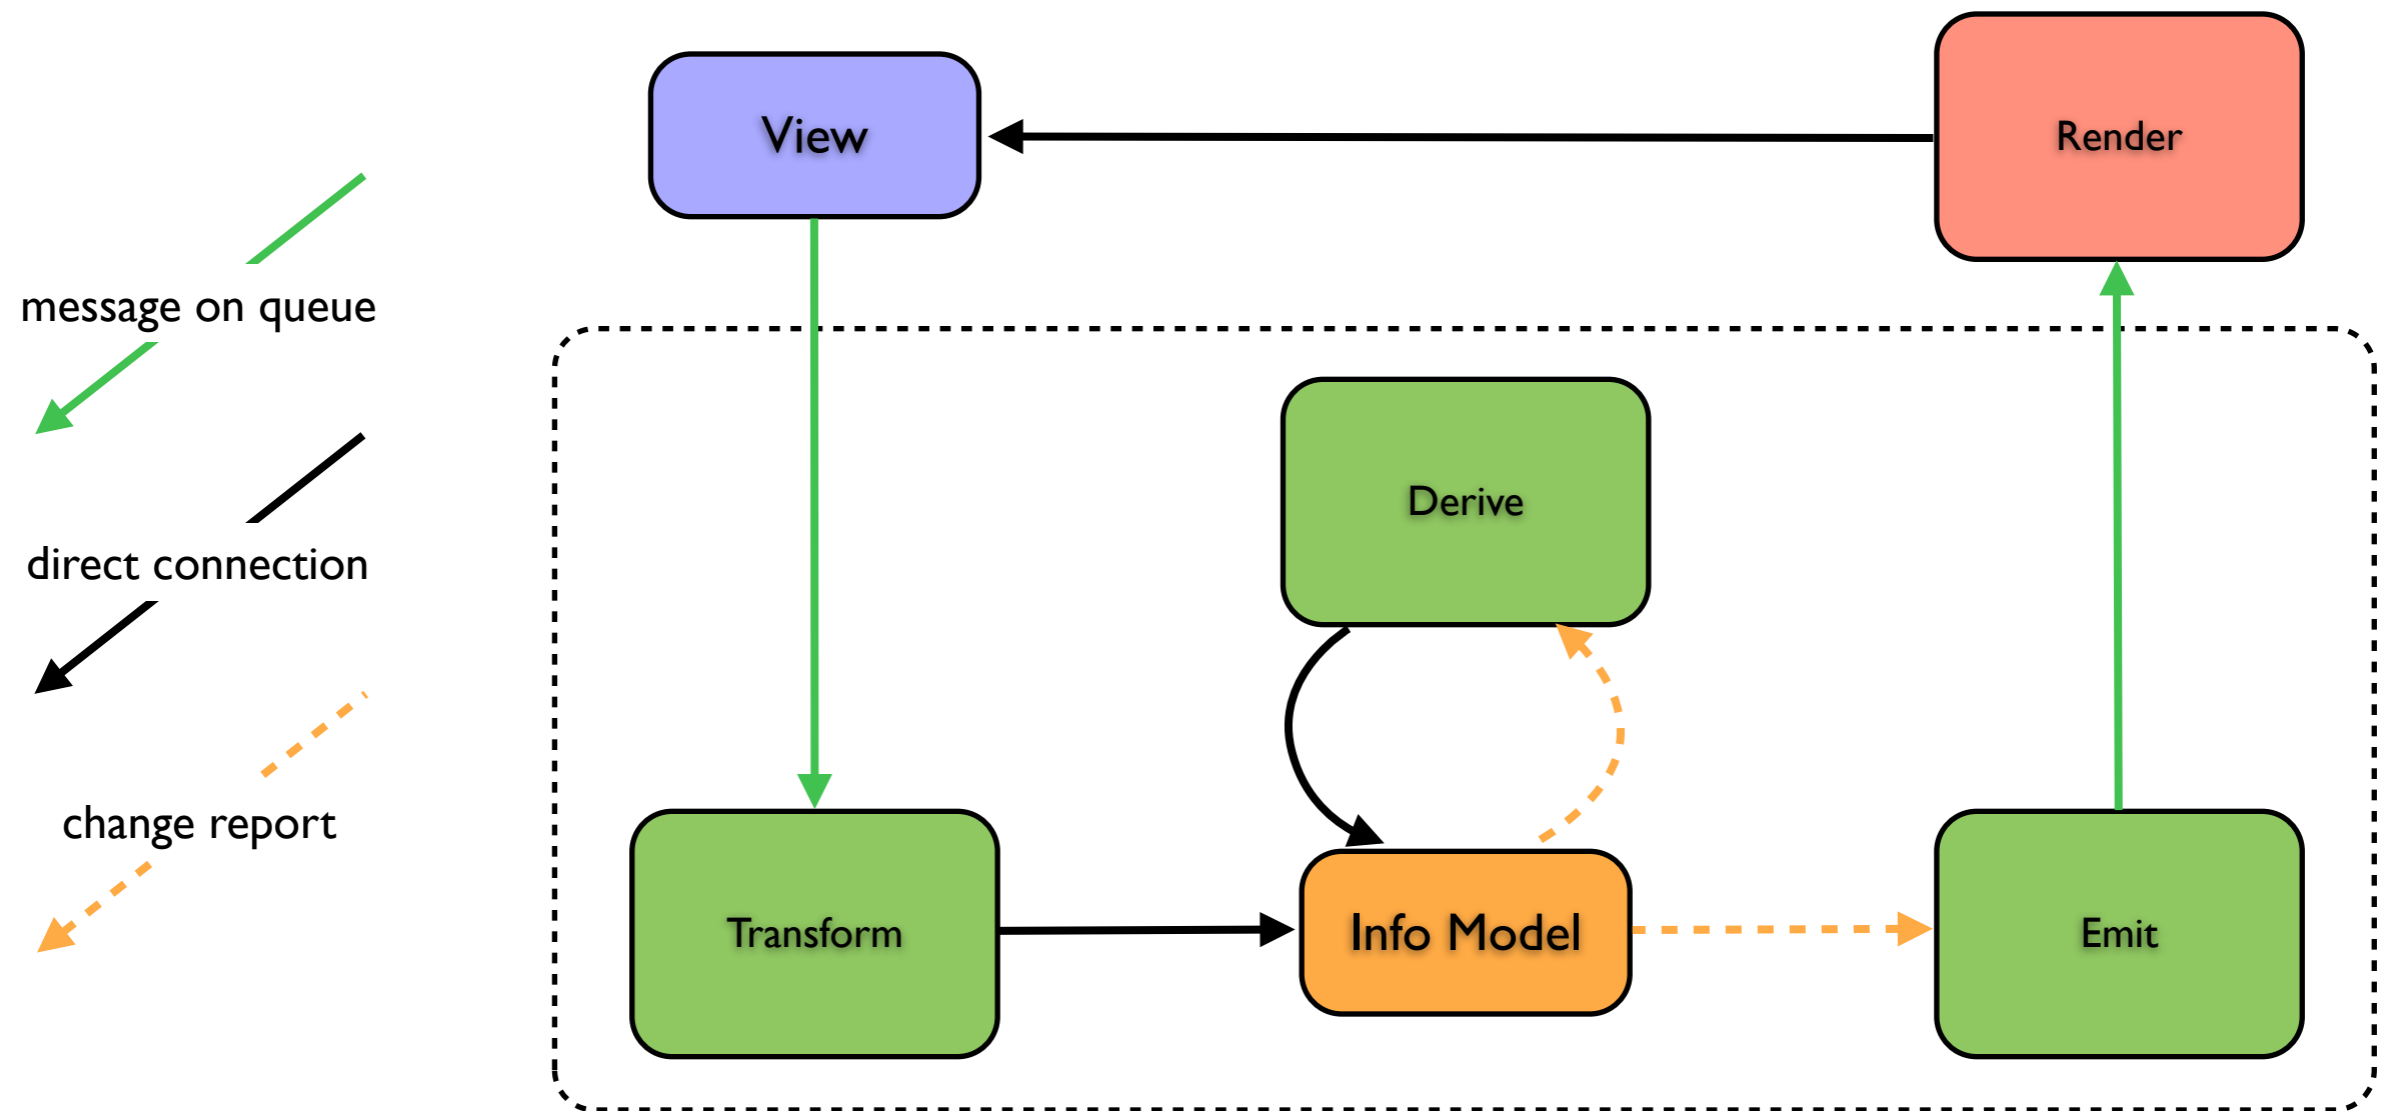 View
Render
message on queue
Derive
direct connection
change report
Transform
Info Model
Emit